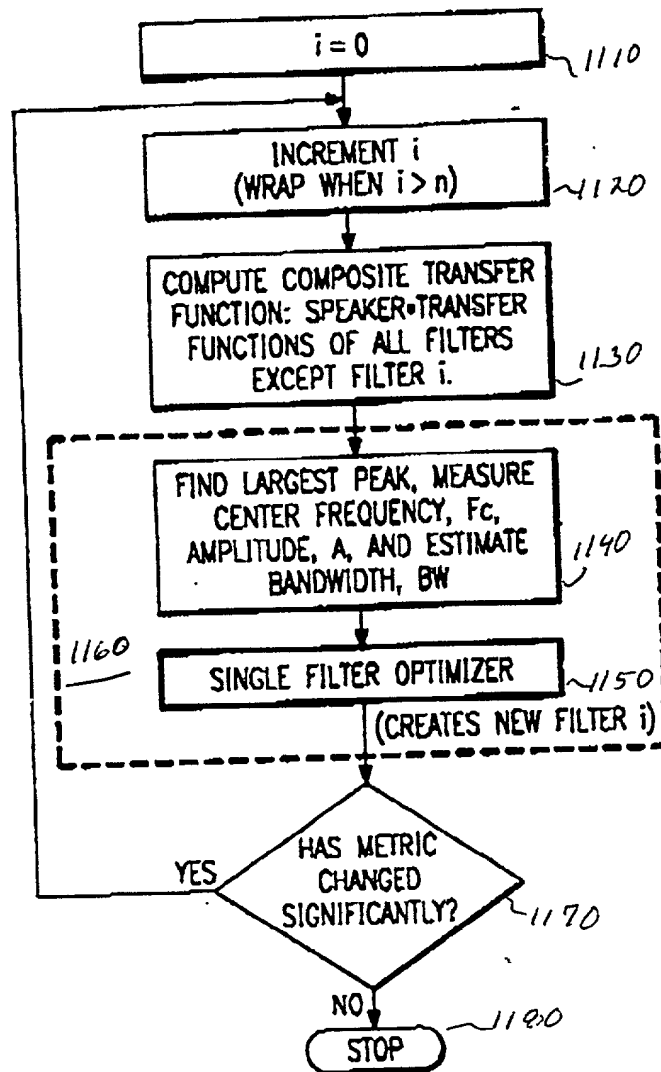 i = 0
1110
INCREMENT i
(WRAP WHEN i > n)
1120
COMPUTE COMPOSITE TRANSFER
FUNCTION: SPEAKER•TRANSFER
FUNCTIONS OF ALL FILTERS
EXCEPT FILTER i.
1130
FIND LARGEST PEAK, MEASURE
CENTER FREQUENCY, Fc,
AMPLITUDE, A, AND ESTIMATE
BANDWIDTH, BW
1140
1160
SINGLE FILTER OPTIMIZER
1150
(CREATES NEW FILTER i)
HAS METRIC
CHANGED
SIGNIFICANTLY?
YES
1170
NO
1180
STOP